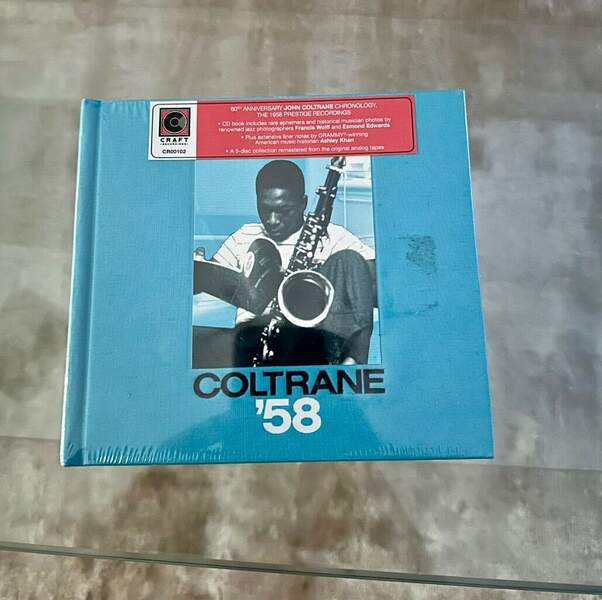 60TH ANNIVERSARY JOHN COLTRANE CHRONOLOGY,
THE 1958 PRESTIGE RECORDINGS
• CD book includes rare ephemera and historical musician photos by
renowned jazz photographers Francis Wolff and Esmond Edwards
• Plus extensive liner notes by GRAMMY®-winning
American music historian Ashley Kahn
• A 5-disc collection remastered from the original analog tapes
C
CRAFT
RECORDINGS
CR00102
COLTRANE
'58